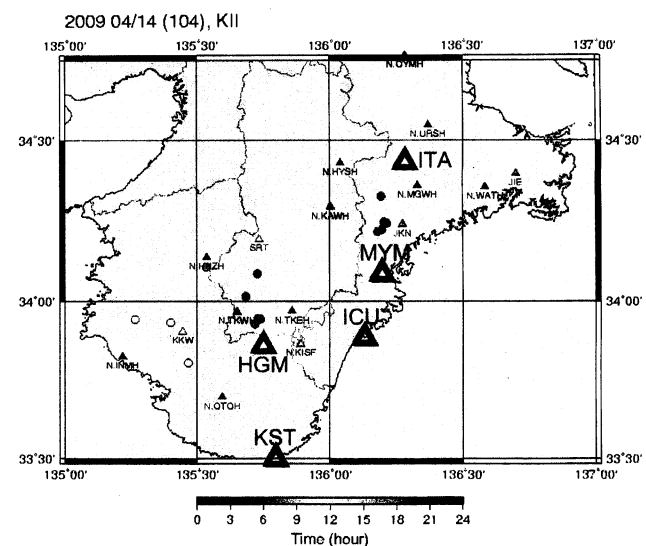 2009 04/14 (104), KII
135˚00' 135˚30' 136˚00' 136˚30' 137˚00'
N.OYMH
N.URSH
34˚30' 34˚30'
ITA
N.HYSH
JIE
N.MGWH
N.WATH
N.KAWH
JKN
SRT
MYM
N.HNZH
34˚00' 34˚00'
N.TKWH
N.TKEH
ICU
KKW
N.KISF
HGM
N.INMH
N.OTOH
KST
33˚30' 33˚30'
135˚00' 135˚30' 136˚00' 136˚30' 137˚00'
0 3 6 9 12 15 18 21 24
Time (hour)